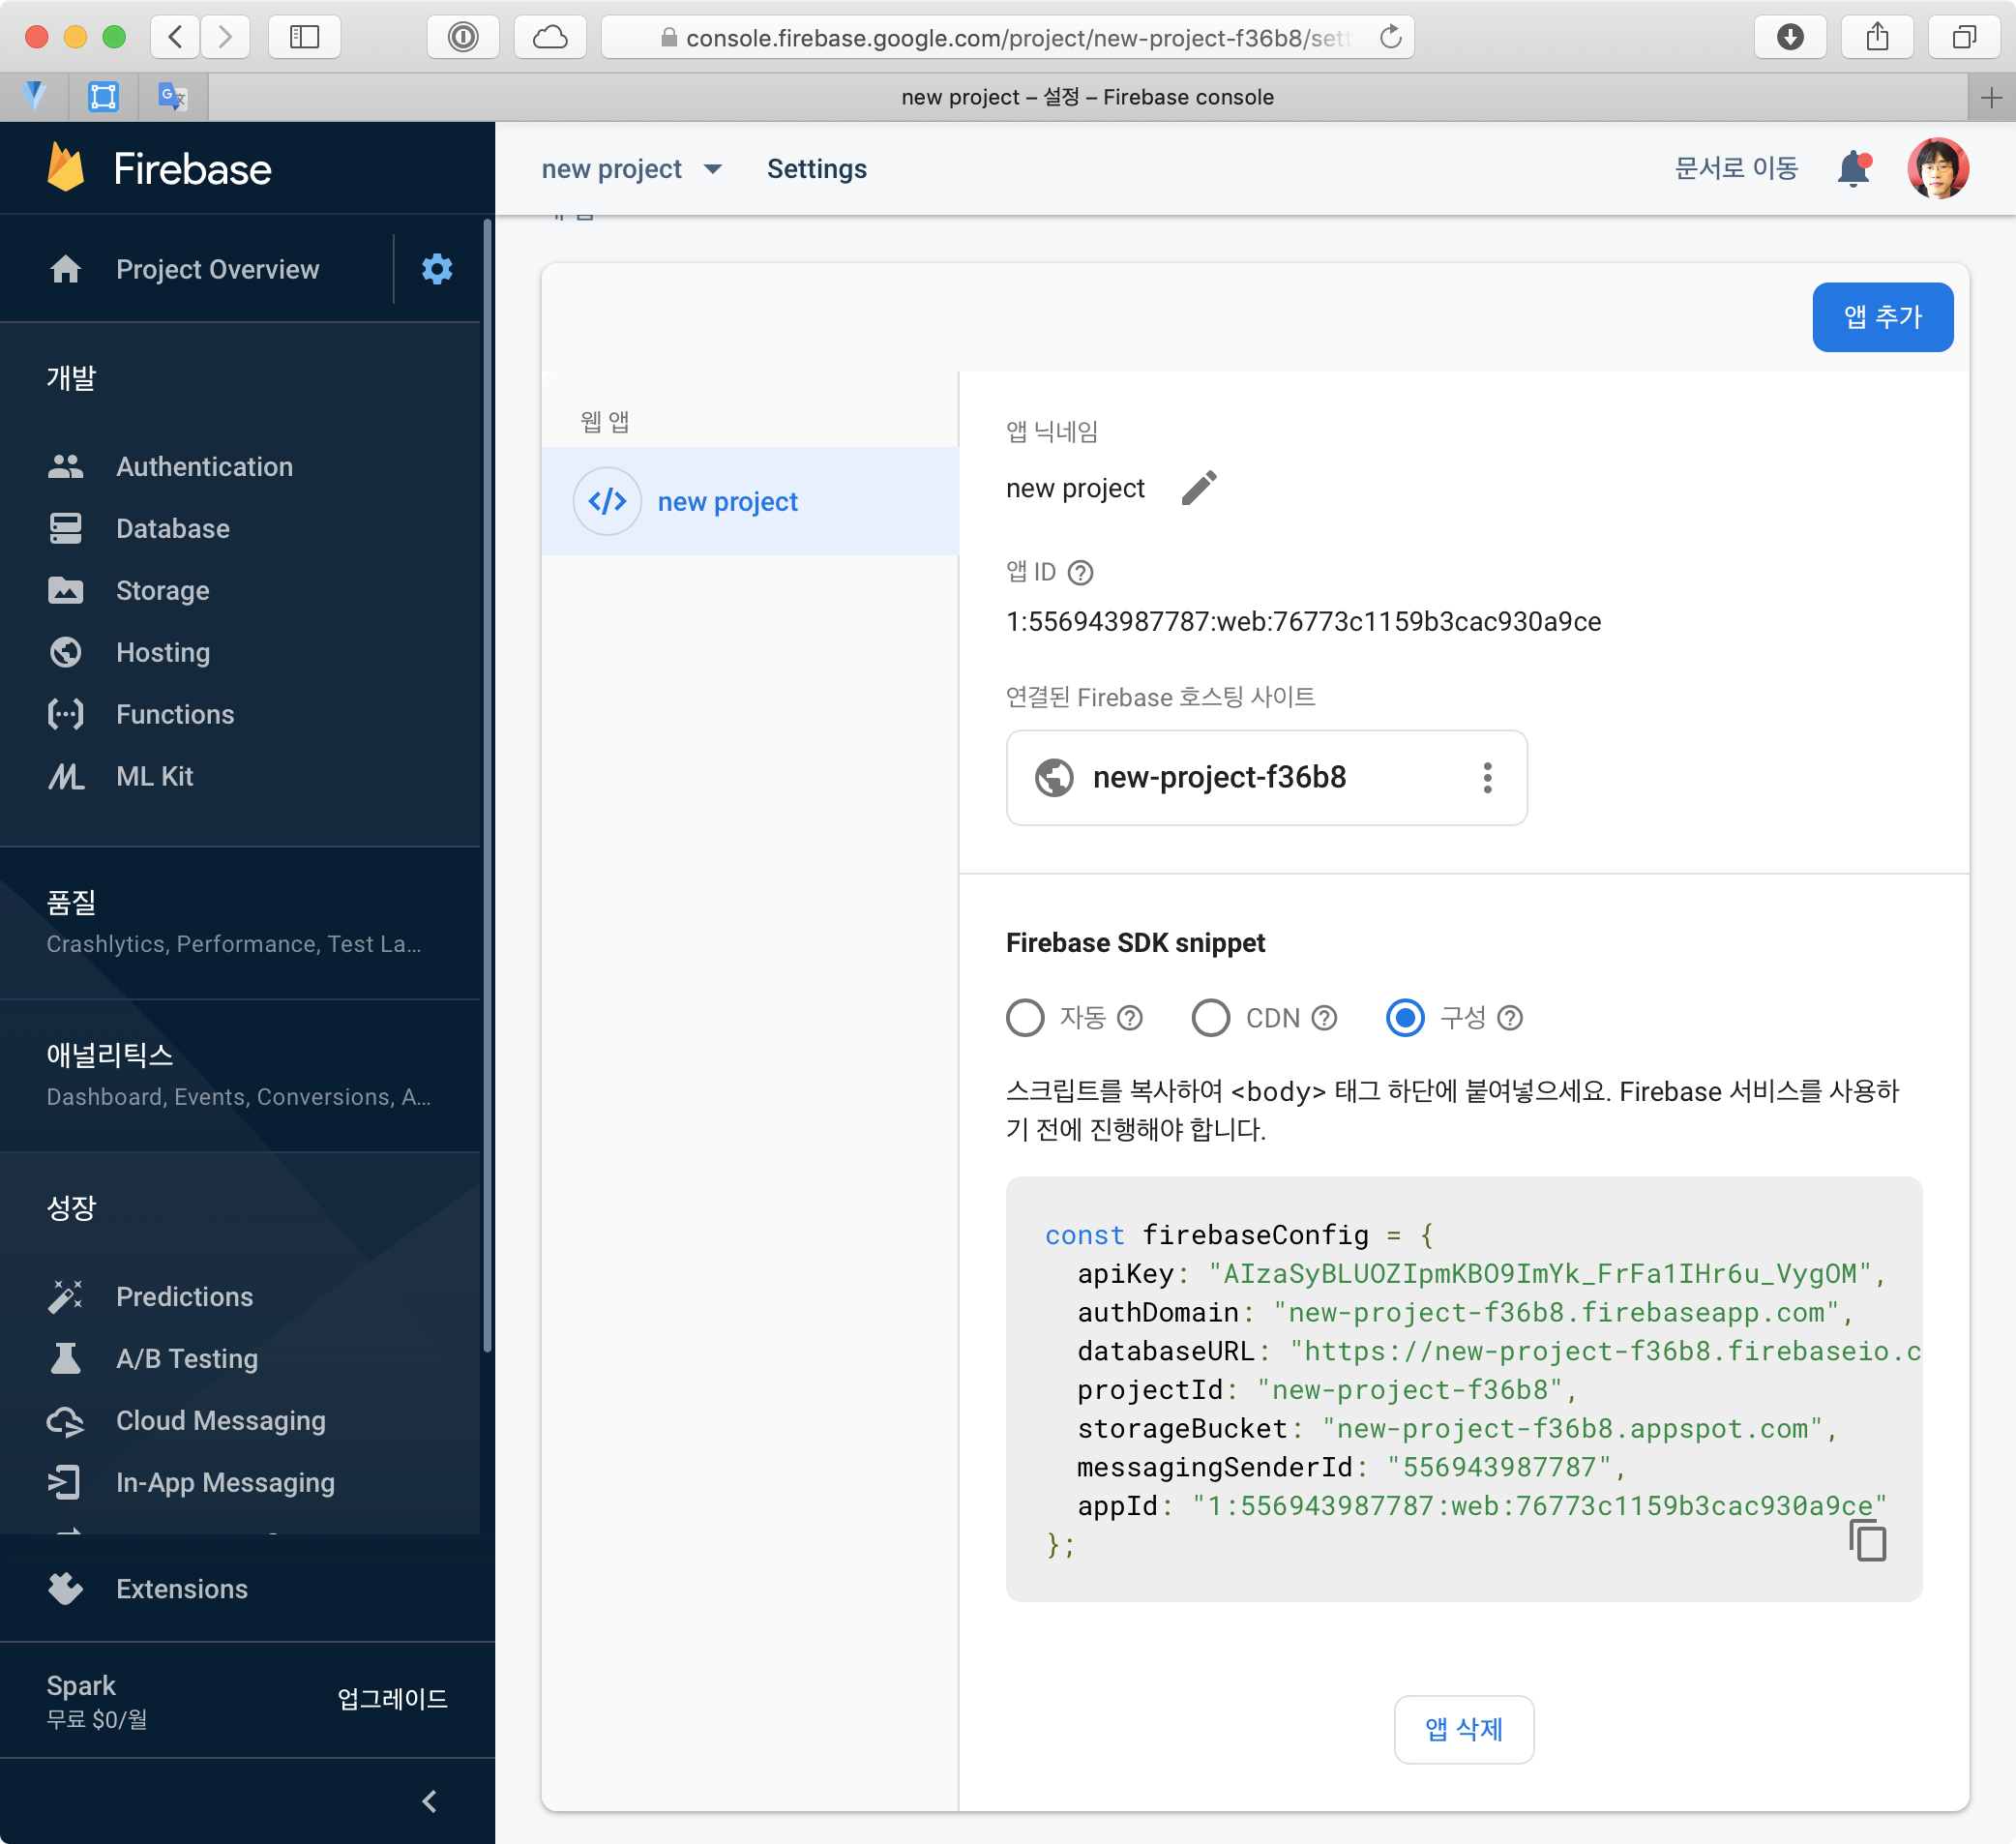 console.firebase.google.com/project/new-project-f36b8/sett
new project – 설정 – Firebase console
Firebase
new project
Settings
문서로 이동
Project Overview
개발
Authentication
Database
Storage
Hosting
Functions
ML Kit
품질
Crashlytics, Performance, Test La...
애널리틱스
Dashboard, Events, Conversions, A...
성장
Predictions
A/B Testing
Cloud Messaging
In-App Messaging
Extensions
Spark
무료 $0/월
업그레이드
앱 추가
웹 앱
</> new project
앱 닉네임
new project
앱 ID
1:556943987787:web:76773c1159b3cac930a9ce
연결된 Firebase 호스팅 사이트
new-project-f36b8
Firebase SDK snippet
자동 CDN 구성
스크립트를 복사하여 <body> 태그 하단에 붙여넣으세요. Firebase 서비스를 사용하
기 전에 진행해야 합니다.
const firebaseConfig = {
apiKey: "AIzaSyBLUOZIpmKBO9ImYk_FrFa1IHr6u_VygOM",
authDomain: "new-project-f36b8.firebaseapp.com",
databaseURL: "https://new-project-f36b8.firebaseio.c
projectId: "new-project-f36b8",
storageBucket: "new-project-f36b8.appspot.com",
messagingSenderId: "556943987787",
appId: "1:556943987787:web:76773c1159b3cac930a9ce"
};
앱 삭제